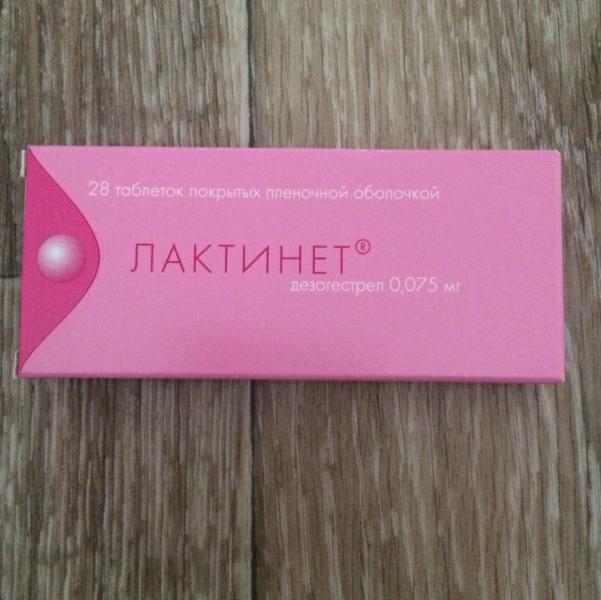 28 таблеток покрытых пленочной оболочкой
ЛАКТИНЕТ®
дезогестрел 0,075 мг